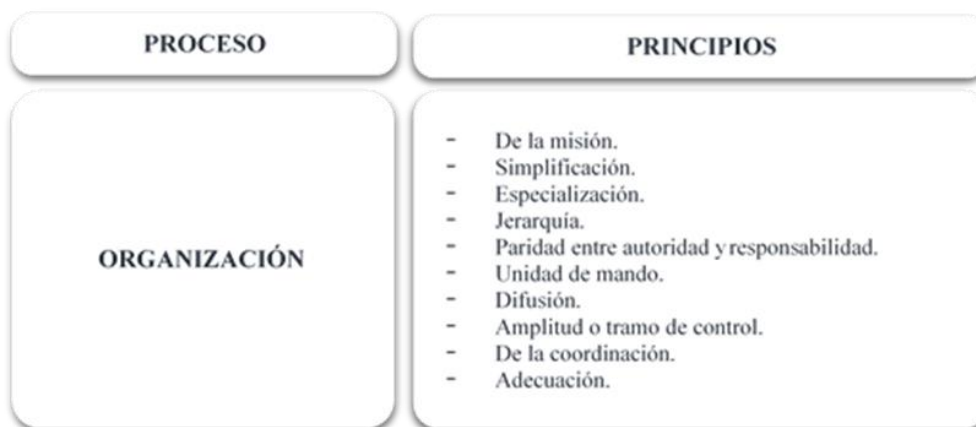 PROCESO
PRINCIPIOS
ORGANIZACIÓN
- De la misión.
- Simplificación.
- Especialización.
- Jerarquía.
- Paridad entre autoridad y responsabilidad.
- Unidad de mando.
- Difusión.
- Amplitud o tramo de control.
- De la coordinación.
- Adecuación.